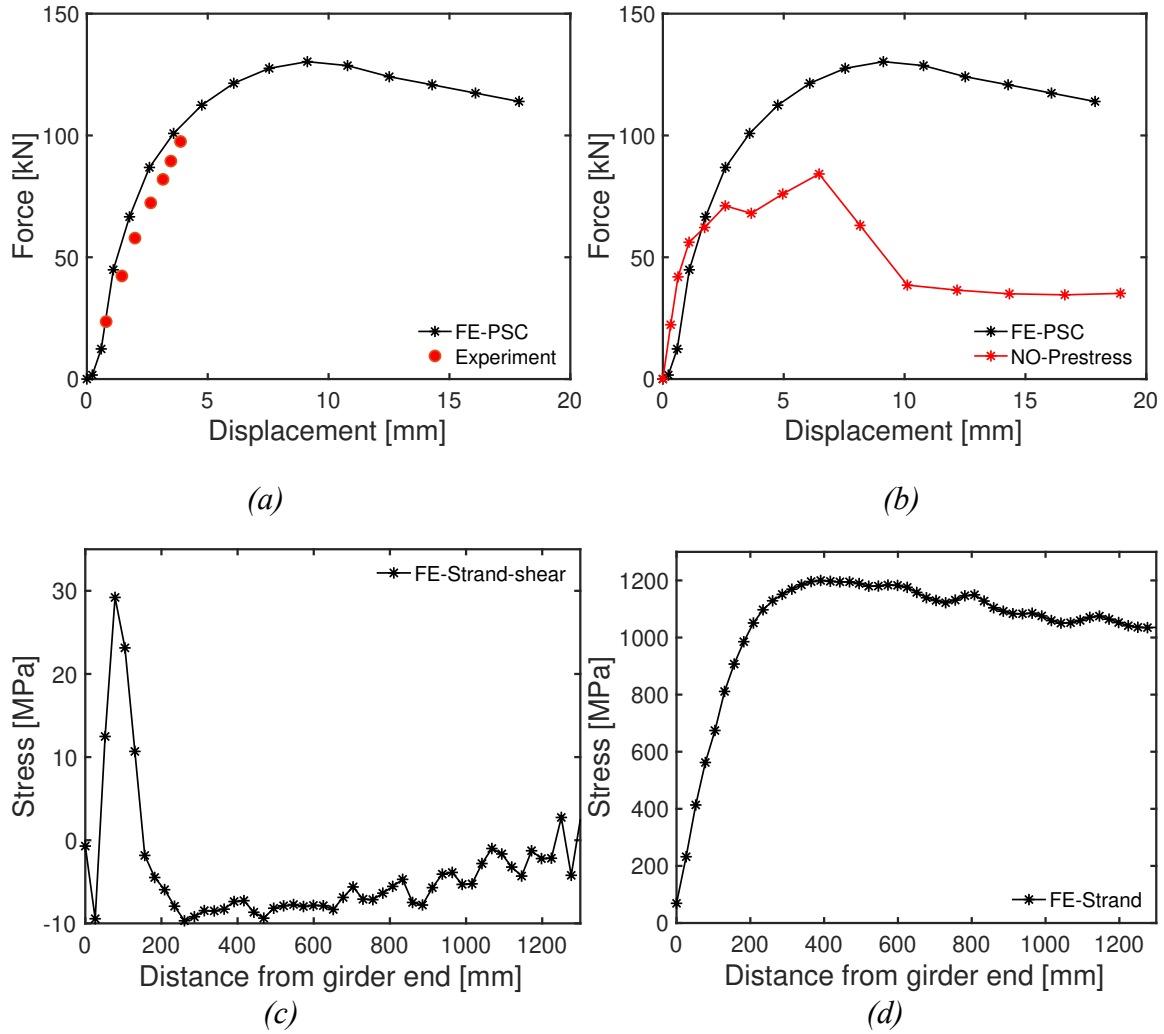 150
100
50
0
Force [kN]
FE-PSC
Experiment
0 5 10 15 20
Displacement [mm]
(a)
150
100
50
0
Force [kN]
FE-PSC
NO-Prestress
0 5 10 15 20
Displacement [mm]
(b)
30
20
10
0
-10
Stress [MPa]
FE-Strand-shear
0 200 400 600 800 1000 1200
Distance from girder end [mm]
(c)
1200
1000
800
600
400
200
0
Stress [MPa]
FE-Strand
0 200 400 600 800 1000 1200
Distance from girder end [mm]
(d)